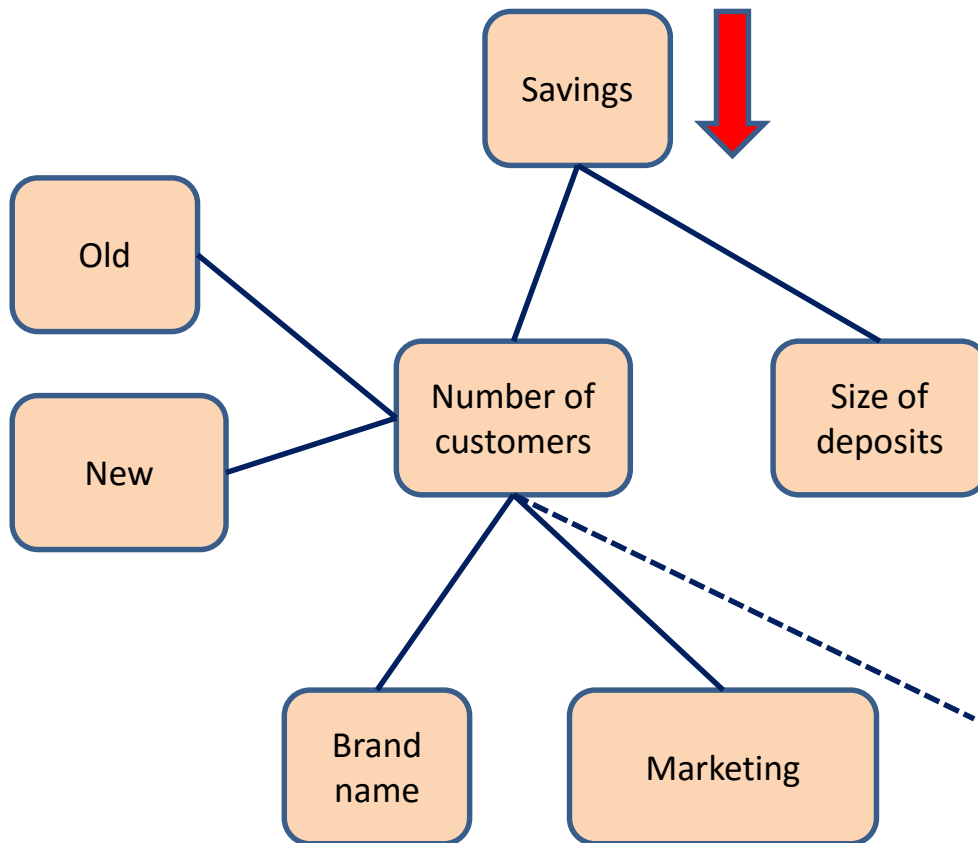 Savings
Old
Number of
customers
Size of
deposits
New
Brand
name
Marketing